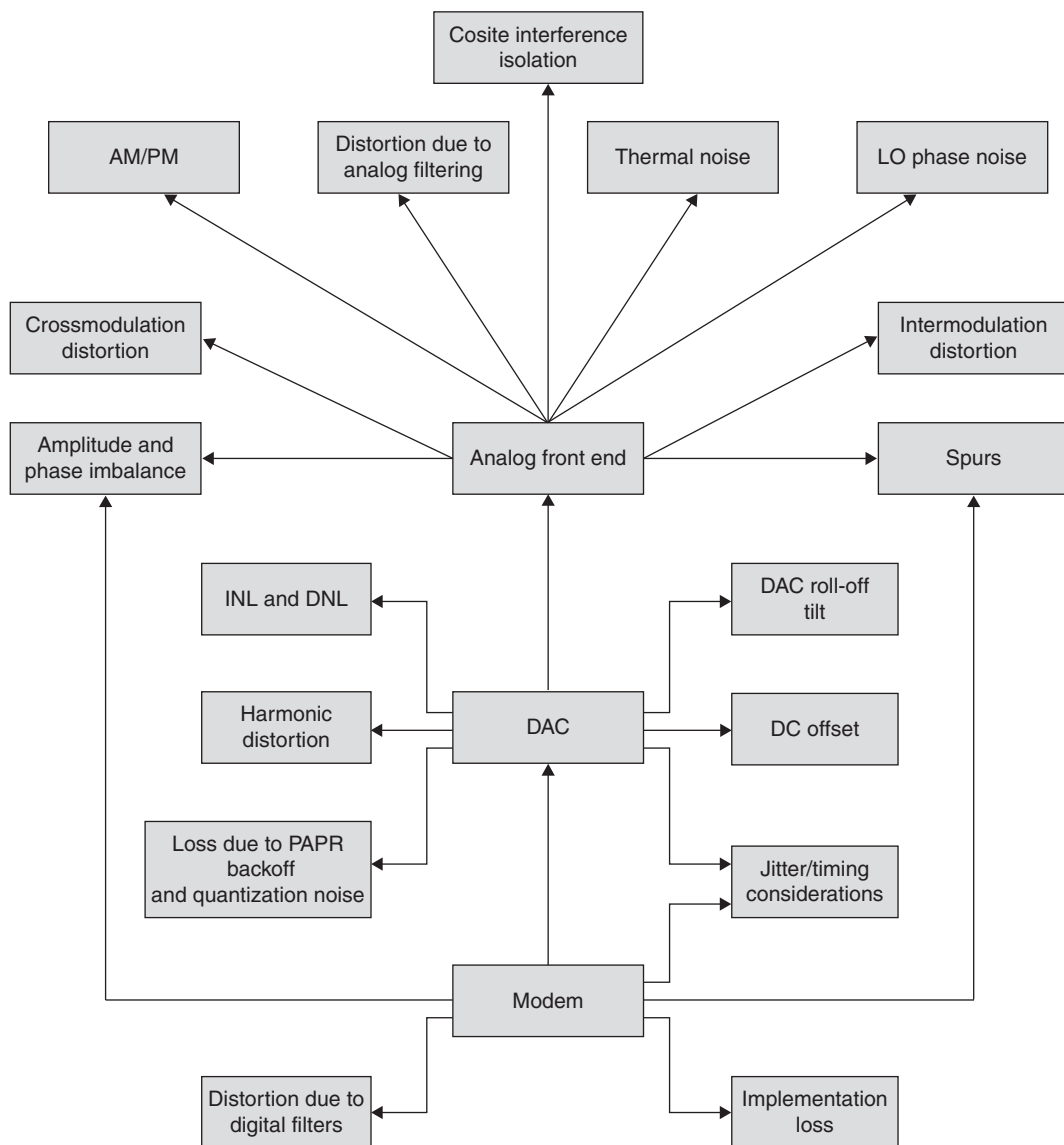 Cosite interference
isolation
AM/PM
Distortion due to
analog filtering
Thermal noise
LO phase noise
Crossmodulation
distortion
Intermodulation
distortion
Amplitude and
phase imbalance
Analog front end
Spurs
INL and DNL
DAC roll-off
tilt
Harmonic
distortion
DAC
DC offset
Loss due to PAPR
backoff
and quantization noise
Jitter/timing
considerations
Modem
Distortion due to
digital filters
Implementation
loss